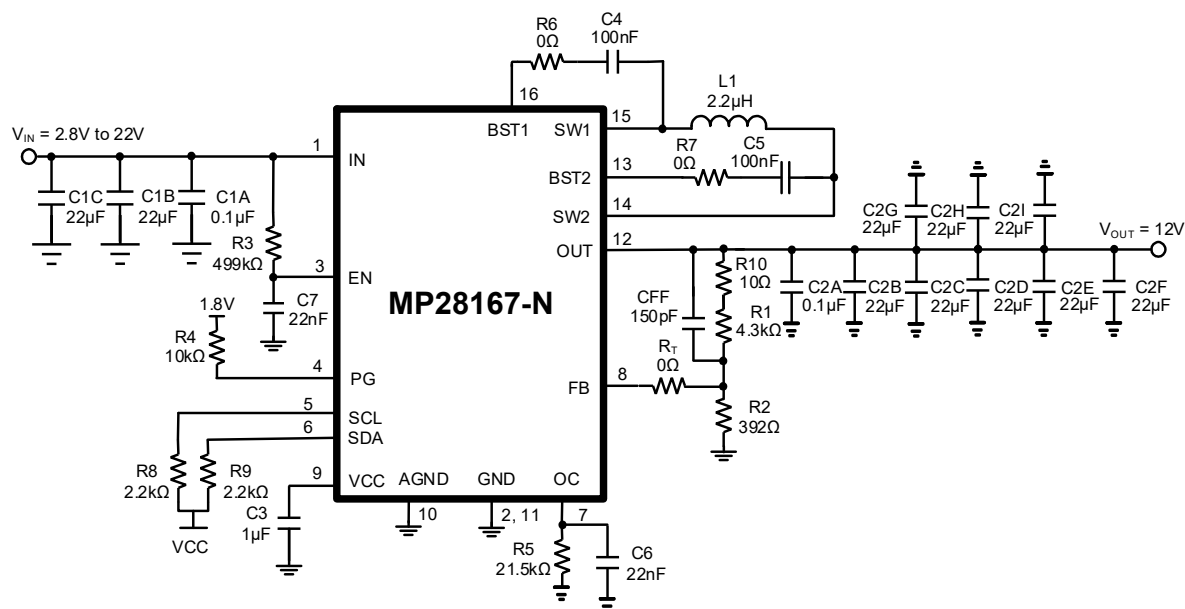 R6
0Ω
C4
100nF
16
BST1
L1
2.2μH
15
SW1
VIN = 2.8V to 22V
1
IN
C1C
22μF
C1B
22μF
C1A
0.1μF
R7
0Ω
C5
100nF
13
BST2
14
SW2
12
OUT
C2G
22μF
C2H
22μF
C2I
22μF
VOUT = 12V
R3
499kΩ
3
EN
C7
22nF
MP28167-N
R10
10Ω
CFF
150pF
R1
4.3kΩ
C2A
0.1μF
C2B
22μF
C2C
22μF
C2D
22μF
C2E
22μF
C2F
22μF
1.8V
R4
10kΩ
4
PG
RT
0Ω
8
FB
R2
392Ω
5
SCL
6
SDA
R8
2.2kΩ
R9
2.2kΩ
VCC
9
VCC
C3
1μF
AGND
10
GND
2, 11
OC
7
R5
21.5kΩ
C6
22nF